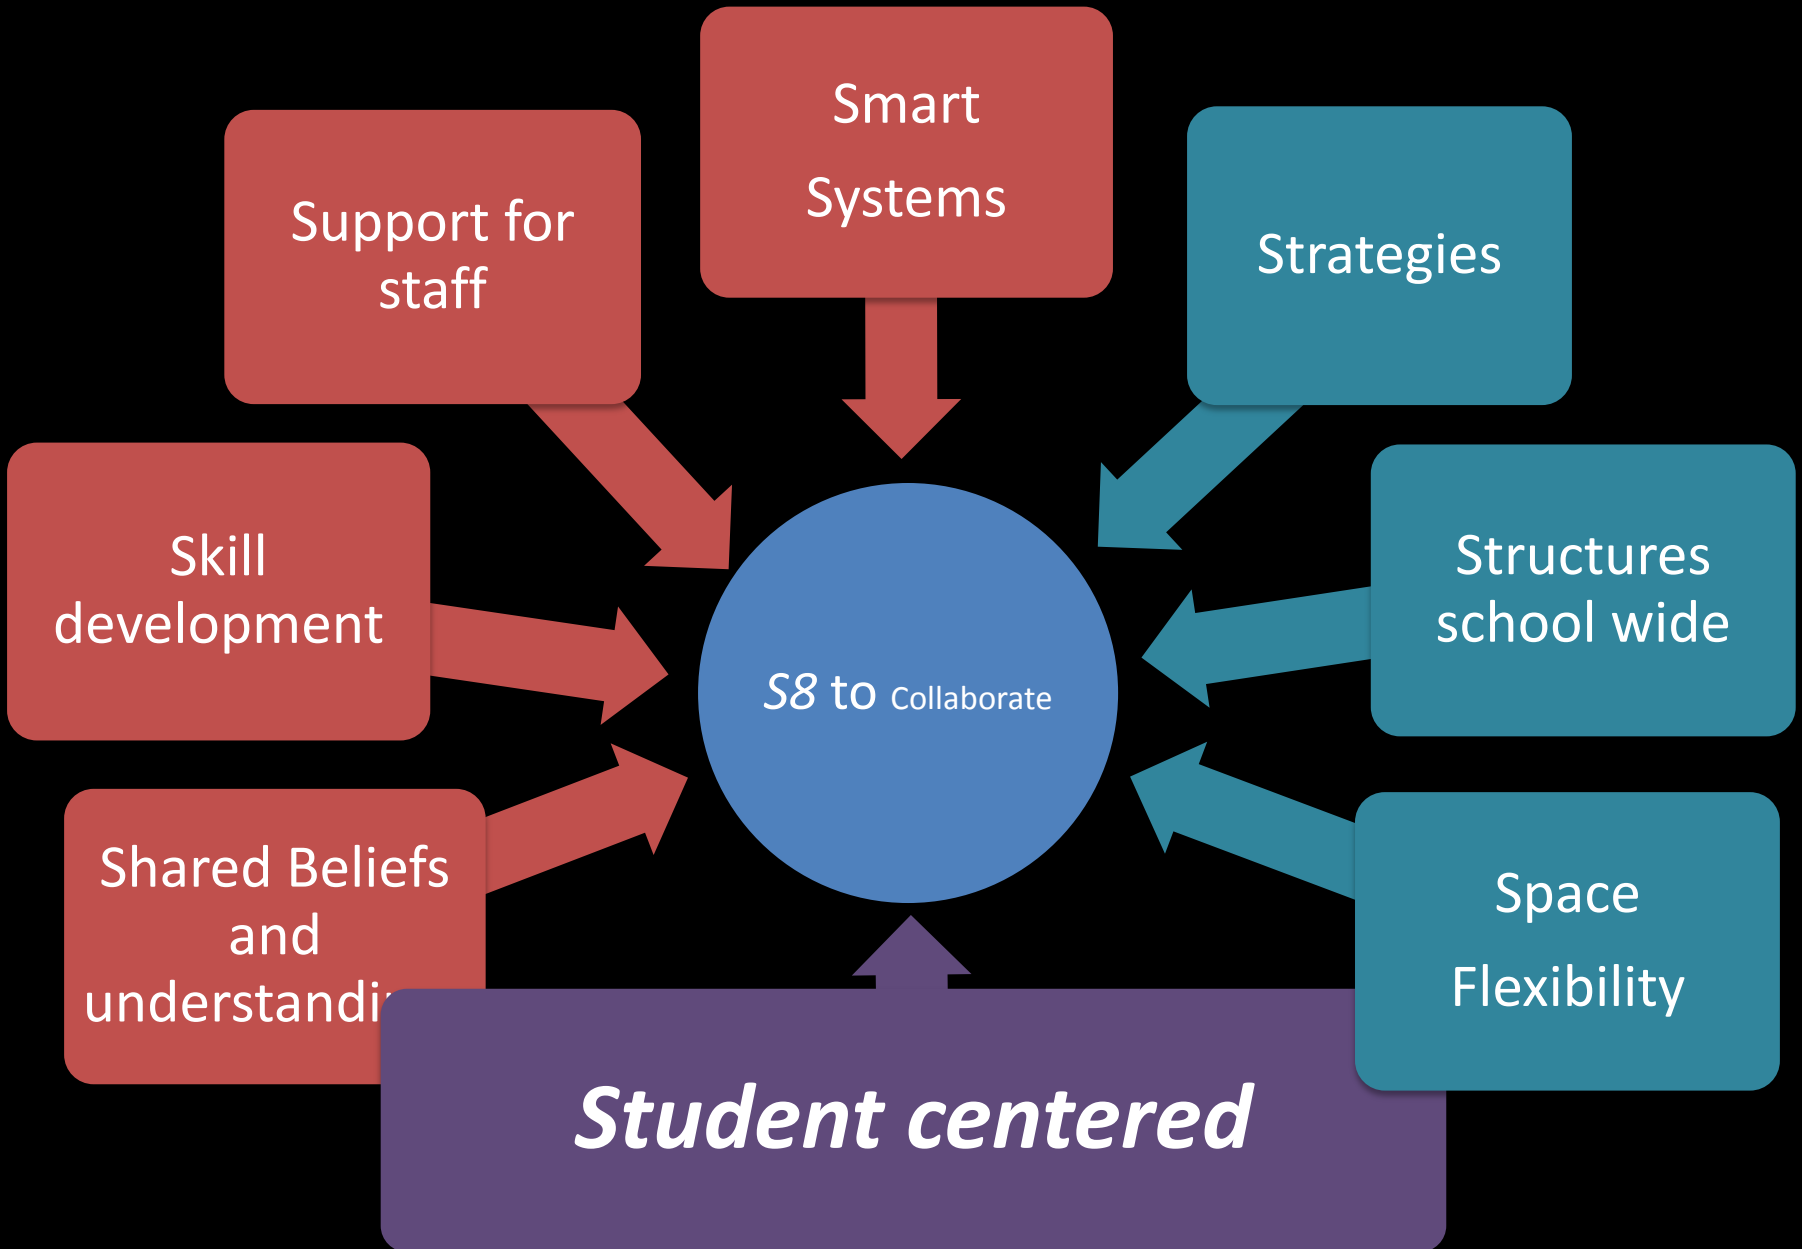 Smart
Systems
Support for
staff
Strategies
Skill
development
Structures
school wide
S8 to Collaborate
Shared Beliefs
and
Space
Flexibility
Student centered